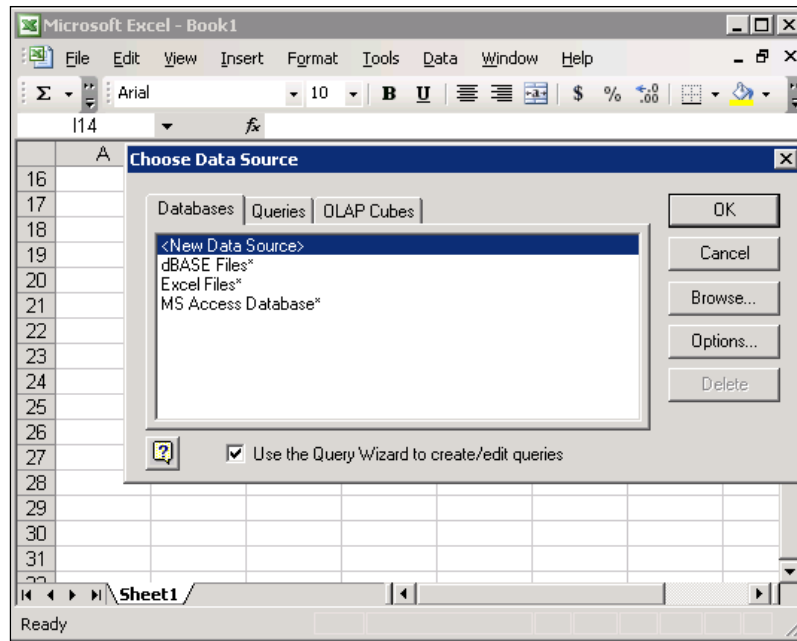 Microsoft Excel - Book1
File Edit View Insert Format Tools Data Window Help
Σ Arial 10 B U $ % .00
I14 fx
A
Choose Data Source
16
17
18
19
20
21
22
23
24
25
26
27
28
29
30
31
Databases Queries OLAP Cubes
<New Data Source>
dBASE Files*
Excel Files*
MS Access Database*
OK
Cancel
Browse...
Options...
Delete
Use the Query Wizard to create/edit queries
Sheet1
Ready